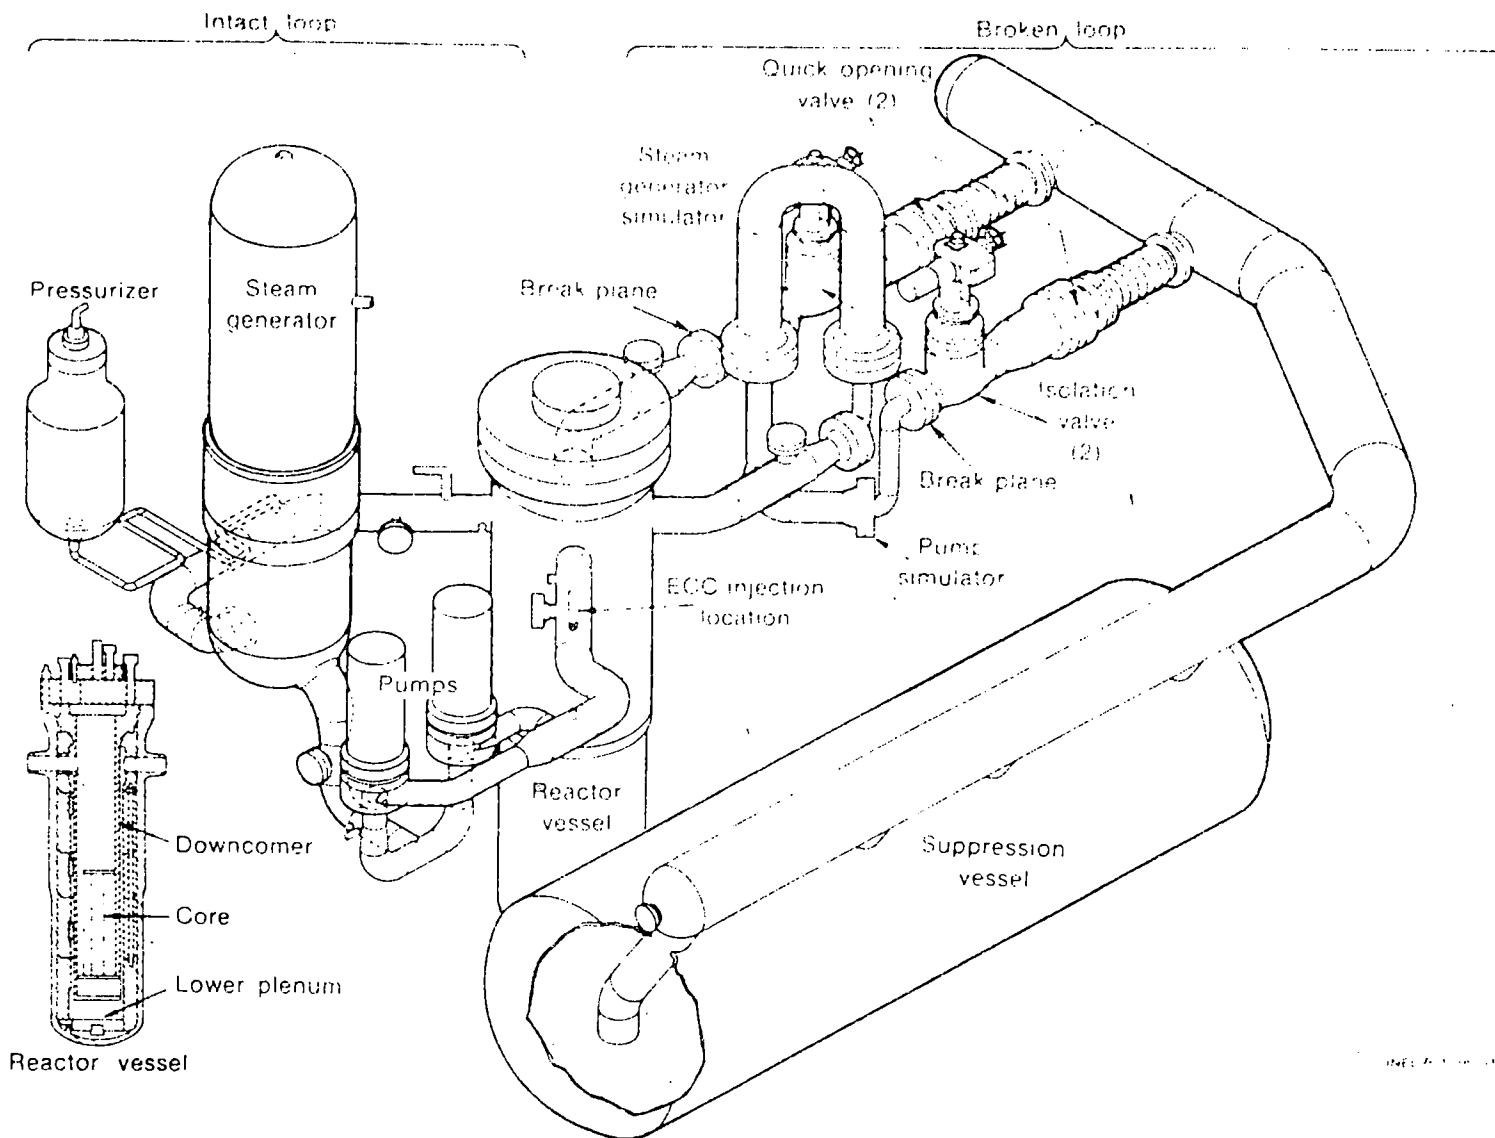 Intact loop
Broken loop
Quick opening
valve (2)
Steam
generator
simulator
Pressurizer
Steam
generator
Break plane
Isolation
valve
(2)
Break plane
Pump
simulator
ECC injection
location
Pumps
Reactor
vessel
Downcomer
Suppression
vessel
Core
Lower plenum
Reactor vessel
INEL